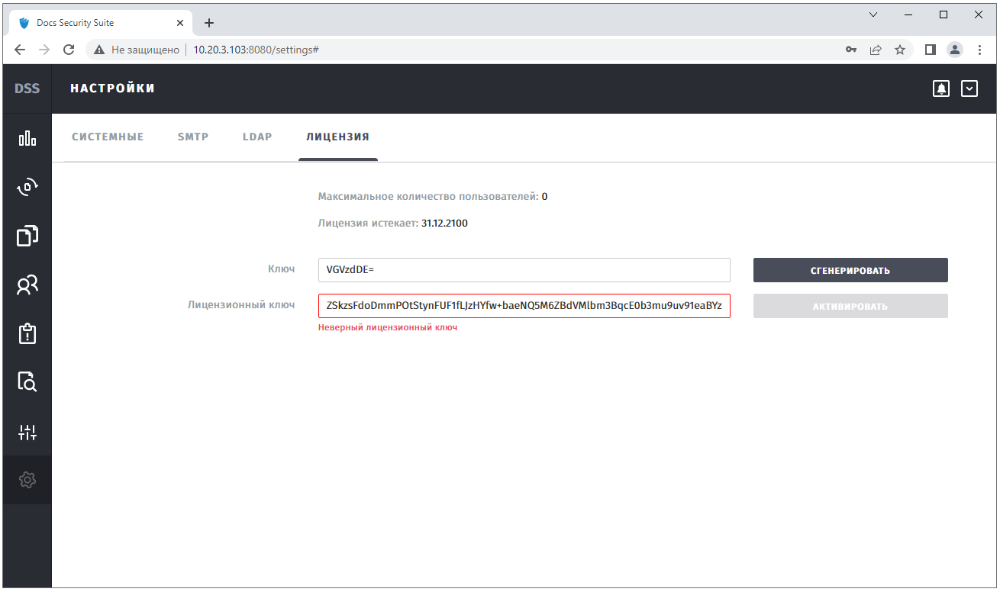 Docs Security Suite
Не защищено 10.20.3.103:8080/settings#
DSS НАСТРОЙКИ
СИСТЕМНЫЕ SMTP LDAP ЛИЦЕНЗИЯ
Максимальное количество пользователей: 0
Лицензия истекает: 31.12.2100
Ключ VGVzdDE= СГЕНЕРИРОВАТЬ
Лицензионный ключ ZSkzsFdoDmmPOtStynFUF1fLJzHYfw+baeNQ5M6ZBdVMlbm3BqcE0b3mu9uv91eaBYz АКТИВИРОВАТЬ
Неверный лицензионный ключ